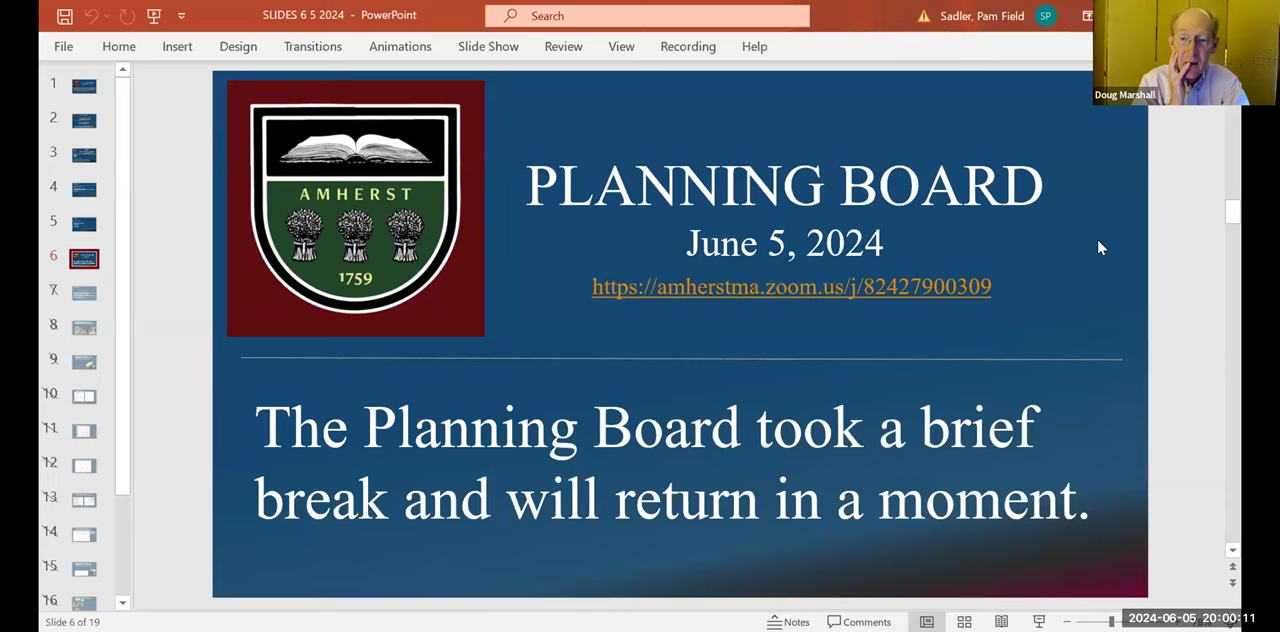 SLIDES 6 5 2024 - PowerPoint
Search
Sadler, Pam Field
SP
File
Home
Insert
Design
Transitions
Animations
Slide Show
Review
View
Recording
Help
Doug Marshall
1
2
3
4
5
6
7
8
9
10
11
12
13
14
15
16
AMHERST
1759
PLANNING BOARD
June 5, 2024
https://amherstma.zoom.us/j/82427900309
The Planning Board took a brief
break and will return in a moment.
Slide 6 of 19
Notes
Comments
2024-06-05 20:00:11